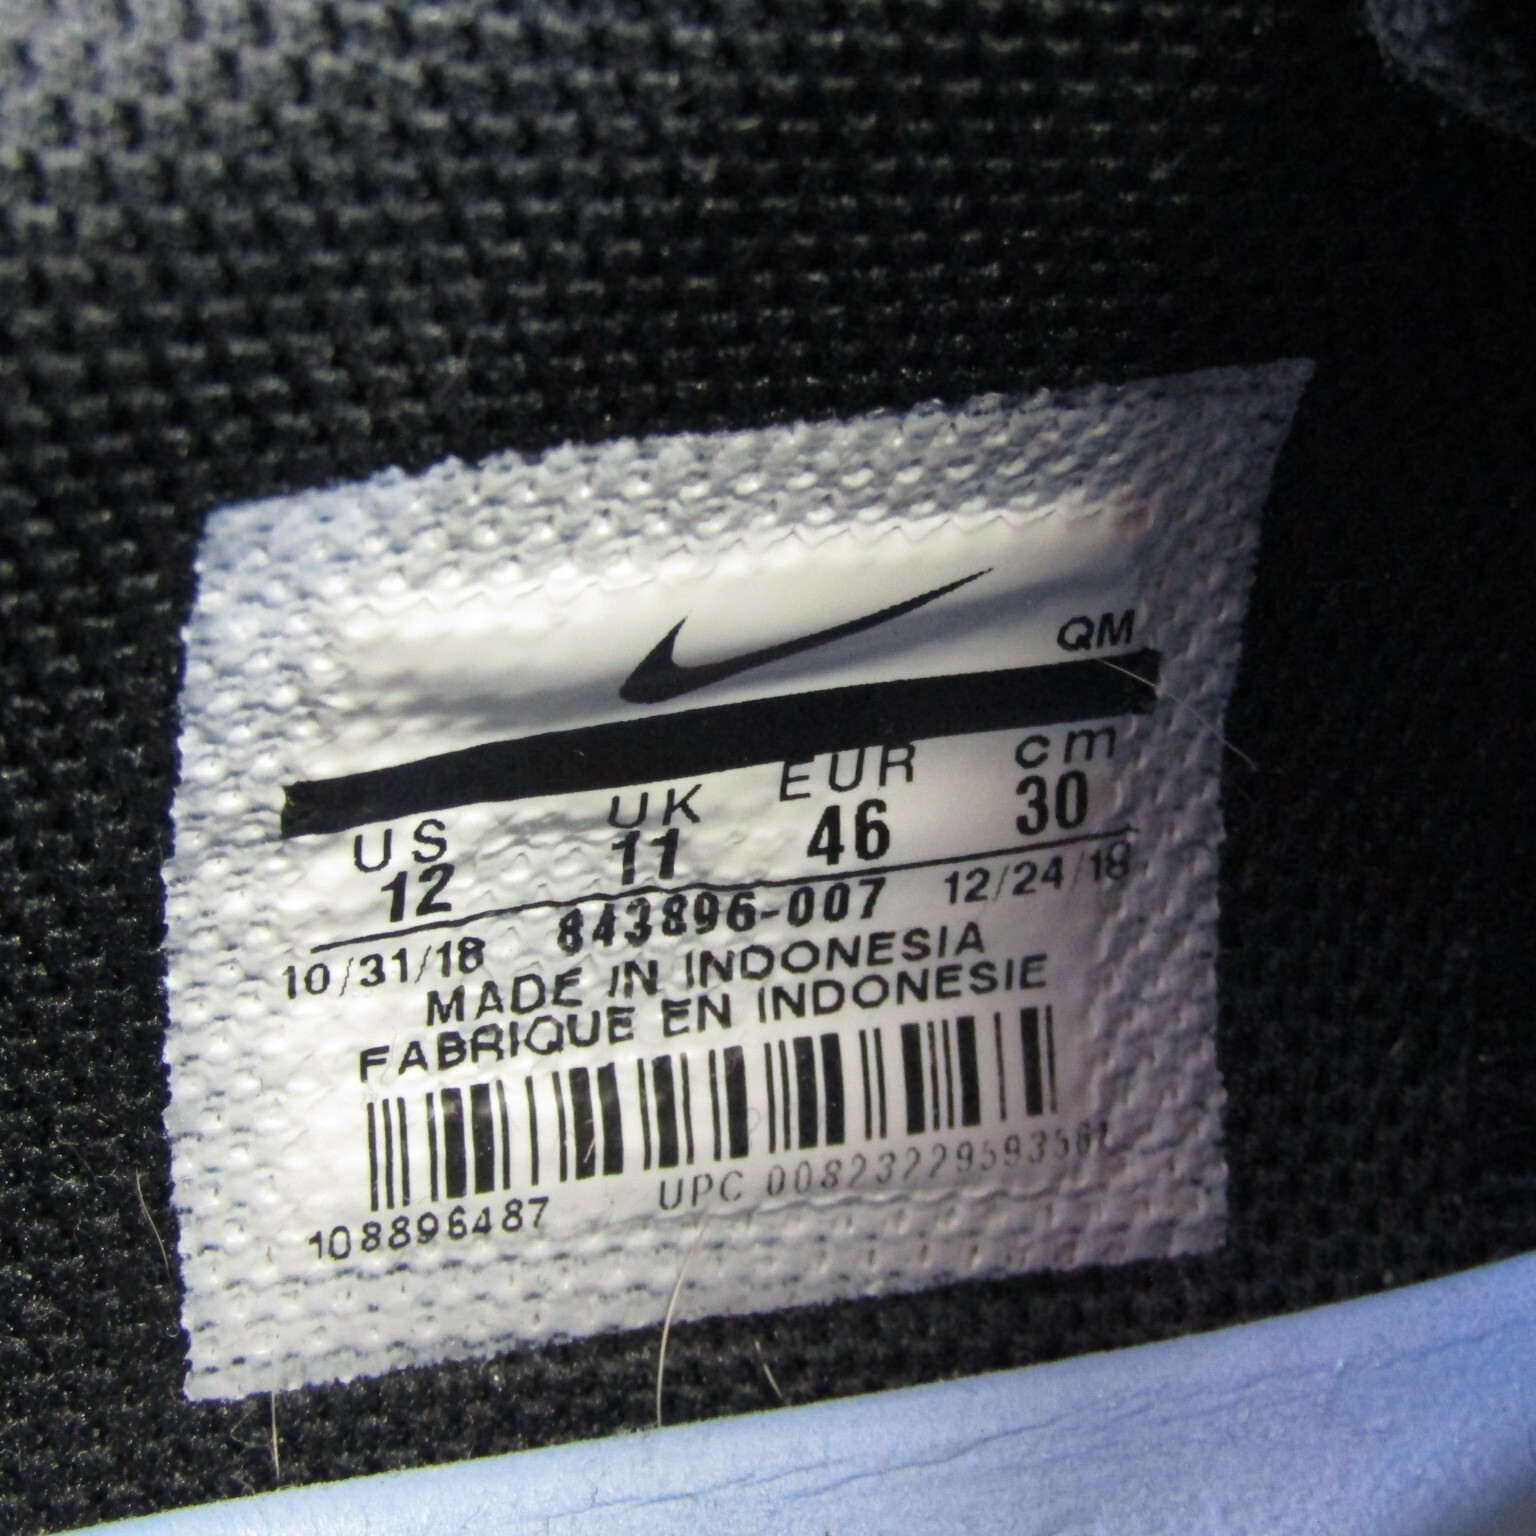 QM
US UK EUR cm
12 11 46 30
10/31/18 843896-007 12/24/18
MADE IN INDONESIA
FABRIQUE EN INDONESIE
108896487 UPC